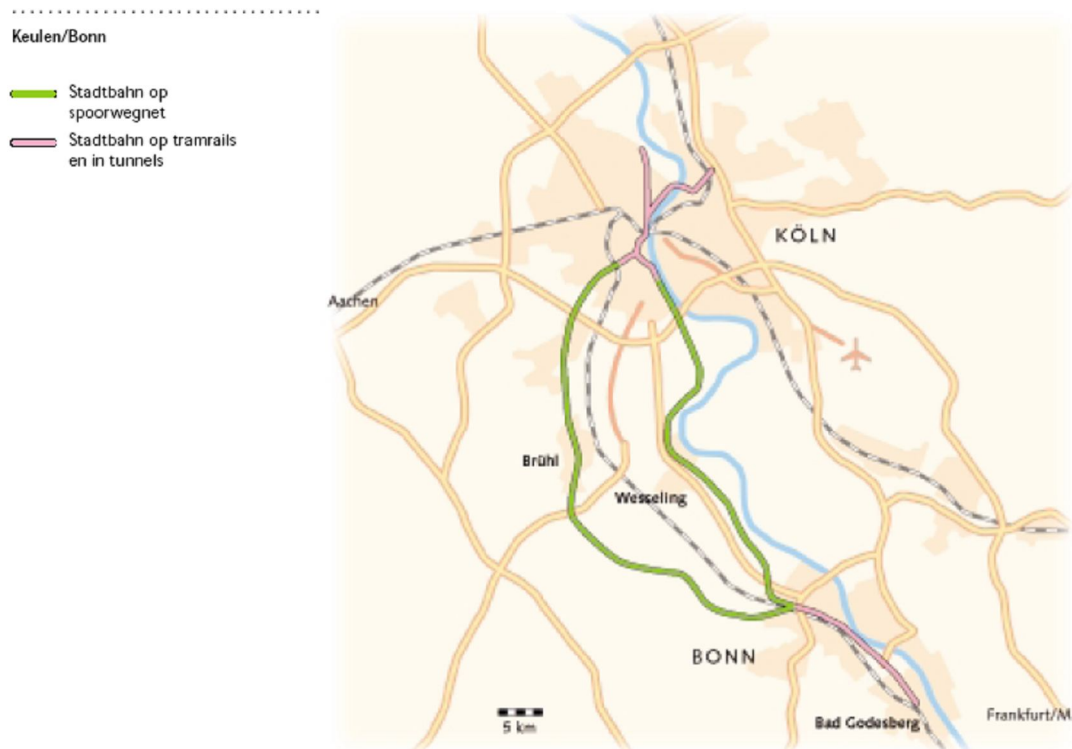 Keulen/Bonn
Stadtbahn op
spoorwegnet
Stadtbahn op tramrails
en in tunnels
KÖLN
Aachen
Brühl
Wesseling
BONN
5 km
Bad Godesberg
Frankfurt/M